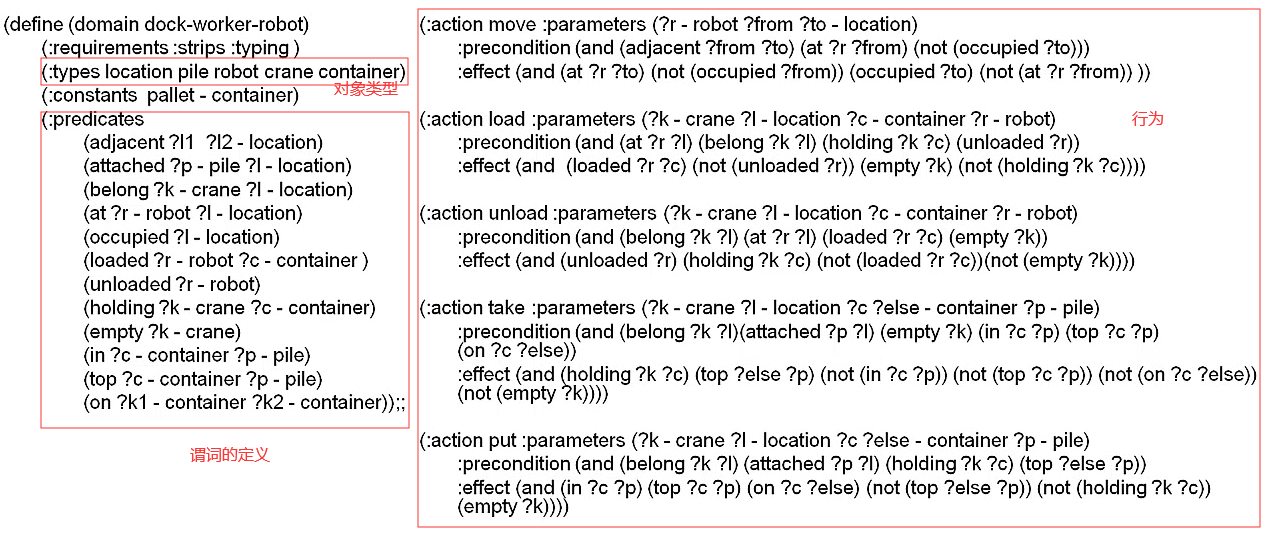 (define (domain dock-worker-robot)
(:requirements :strips :typing )
(:types location pile robot crane container)
对象类型
(:constants  pallet - container)
(:predicates
(adjacent ?l1  ?l2 - location)
(attached ?p - pile ?l - location)
(belong ?k - crane ?l - location)
(at ?r - robot ?l - location)
(occupied ?l - location)
(loaded ?r - robot ?c - container )
(unloaded ?r - robot)
(holding ?k - crane ?c - container)
(empty ?k - crane)
(in ?c - container ?p - pile)
(top ?c - container ?p - pile)
(on ?k1 - container ?k2 - container));;
谓词的定义
(:action move :parameters (?r - robot ?from ?to - location)
:precondition (and (adjacent ?from ?to) (at ?r ?from) (not (occupied ?to)))
:effect (and (at ?r ?to) (not (occupied ?from)) (occupied ?to) (not (at ?r ?from)) ))
(:action load :parameters (?k - crane ?l - location ?c - container ?r - robot)
行为
:precondition (and (at ?r ?l) (belong ?k ?l) (holding ?k ?c) (unloaded ?r))
:effect (and  (loaded ?r ?c) (not (unloaded ?r)) (empty ?k) (not (holding ?k ?c))))
(:action unload :parameters (?k - crane ?l - location ?c - container ?r - robot)
:precondition (and (belong ?k ?l) (at ?r ?l) (loaded ?r ?c) (empty ?k))
:effect (and (unloaded ?r) (holding ?k ?c) (not (loaded ?r ?c))(not (empty ?k))))
(:action take :parameters (?k - crane ?l - location ?c ?else - container ?p - pile)
:precondition (and (belong ?k ?l)(attached ?p ?l) (empty ?k) (in ?c ?p) (top ?c ?p)
(on ?c ?else))
:effect (and (holding ?k ?c) (top ?else ?p) (not (in ?c ?p)) (not (top ?c ?p)) (not (on ?c ?else))
(not (empty ?k))))
(:action put :parameters (?k - crane ?l - location ?c ?else - container ?p - pile)
:precondition (and (belong ?k ?l) (attached ?p ?l) (holding ?k ?c) (top ?else ?p))
:effect (and (in ?c ?p) (top ?c ?p) (on ?c ?else) (not (top ?else ?p)) (not (holding ?k ?c))
(empty ?k))))